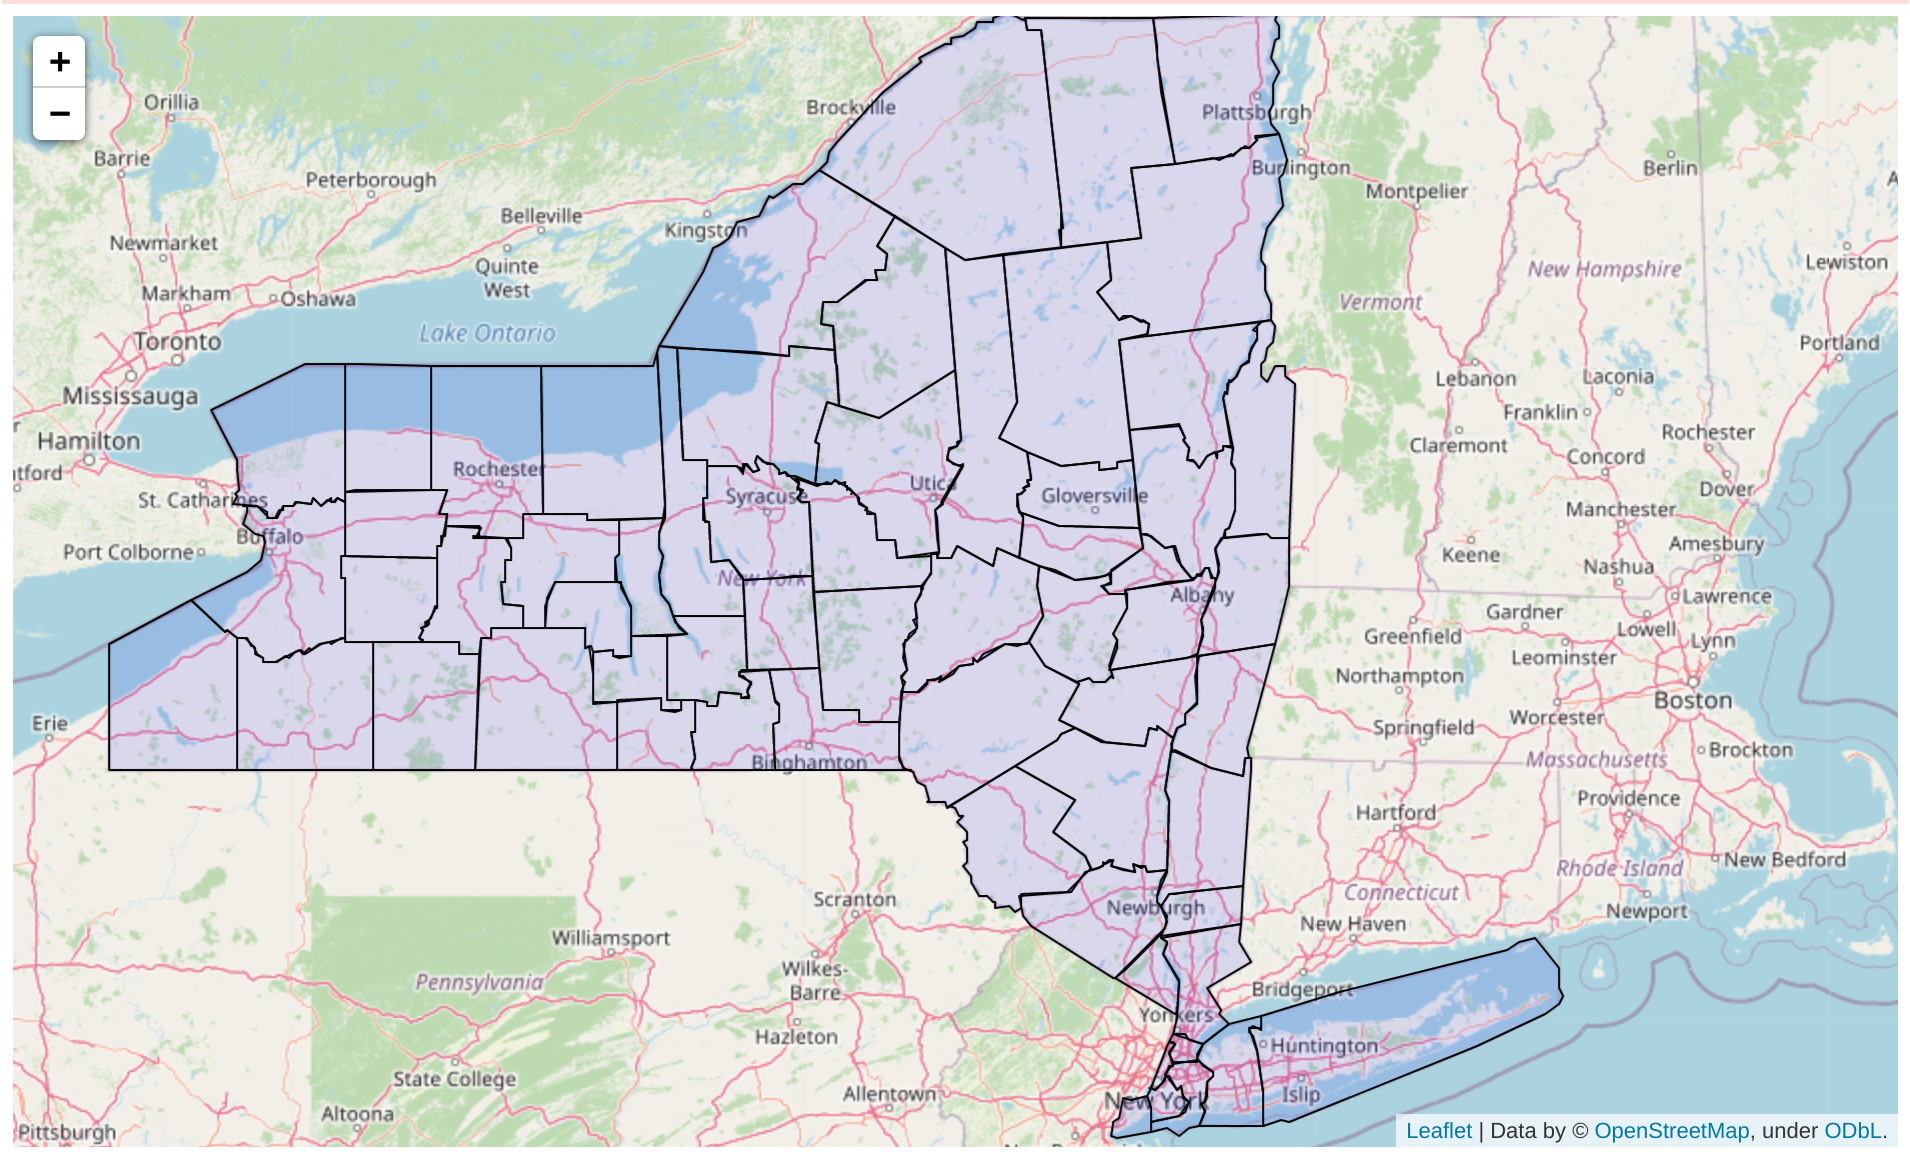 +
−
Orillia
Brockville
Plattsburgh
Barrie
Burlington
Berlin
Peterborough
Montpelier
Belleville
Kingston
Newmarket
Quinte
West
New Hampshire
Lewiston
Markham
Oshawa
Vermont
Lake Ontario
Toronto
Portland
Mississauga
Lebanon
Laconia
Franklin
Hamilton
Claremont
Rochester
Concord
Rochester
tford
Utica
Gloversville
Dover
St. Catharines
Syracuse
Manchester
Buffalo
Amesbury
Port Colborne
Keene
Nashua
New York
Albany
Lawrence
Gardner
Lowell
Greenfield
Lynn
Leominster
Northampton
Boston
Erie
Worcester
Springfield
Brockton
Binghamton
Massachusetts
Providence
Hartford
New Bedford
Rhode Island
Connecticut
Scranton
Newburgh
Newport
New Haven
Williamsport
Wilkes-
Barre
Pennsylvania
Bridgeport
Yonkers
Hazleton
Huntington
State College
Allentown
Islip
New York
Altoona
Pittsburgh
Leaflet | Data by © OpenStreetMap, under ODbL.